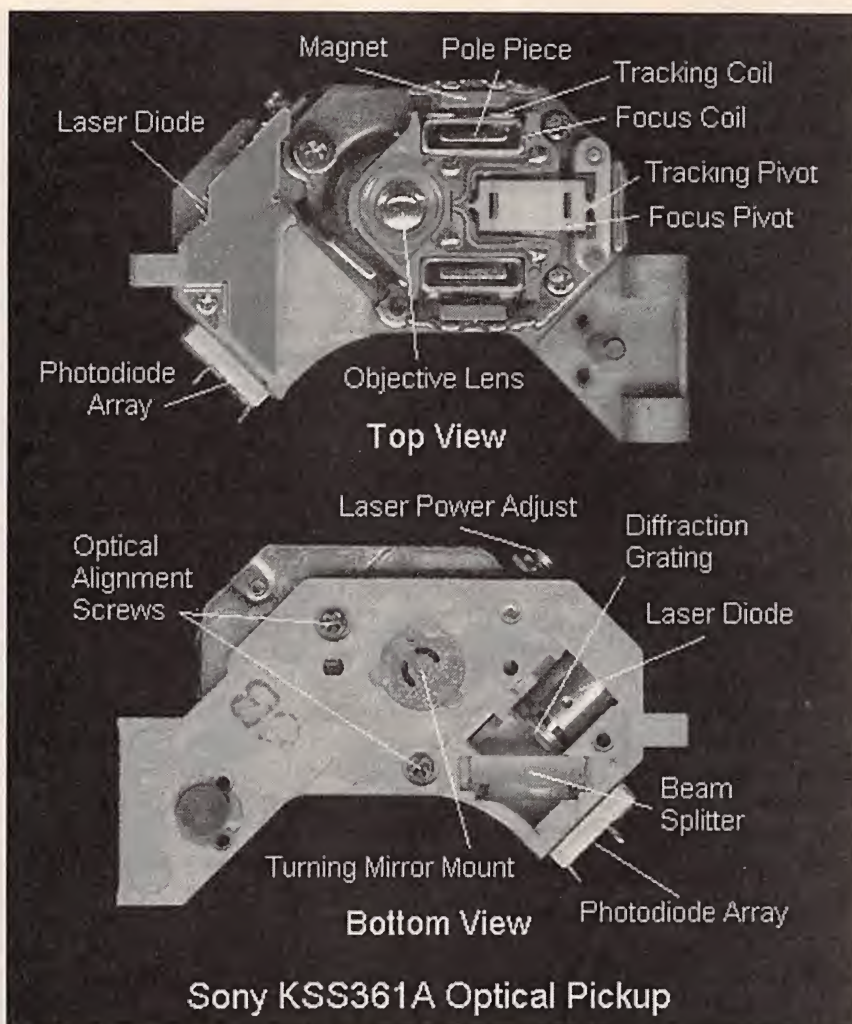 Magnet
Pole Piece
Tracking Coil
Laser Diode
Focus Coil
Tracking Pivot
Focus Pivot
Photodiode
Array
Objective Lens
Top View
Laser Power Adjust
Diffraction
Grating
Optical
Alignment
Screws
Laser Diode
Beam
Splitter
Turning Mirror Mount
Photodiode Array
Bottom View
Sony KSS361A Optical Pickup